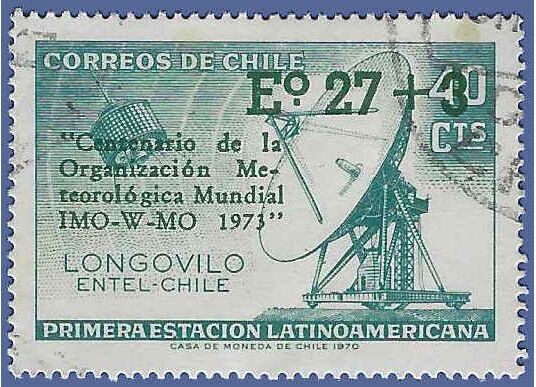 CORREOS DE CHILE
Eº 27 + 3
40
CTS
"Centenario de la
Organización Me-
teorológica Mundial
IMO-W-MO 1973"
LONGOVILO
ENTEL-CHILE
PRIMERA ESTACION LATINOAMERICANA
CASA DE MONEDA DE CHILE 1970